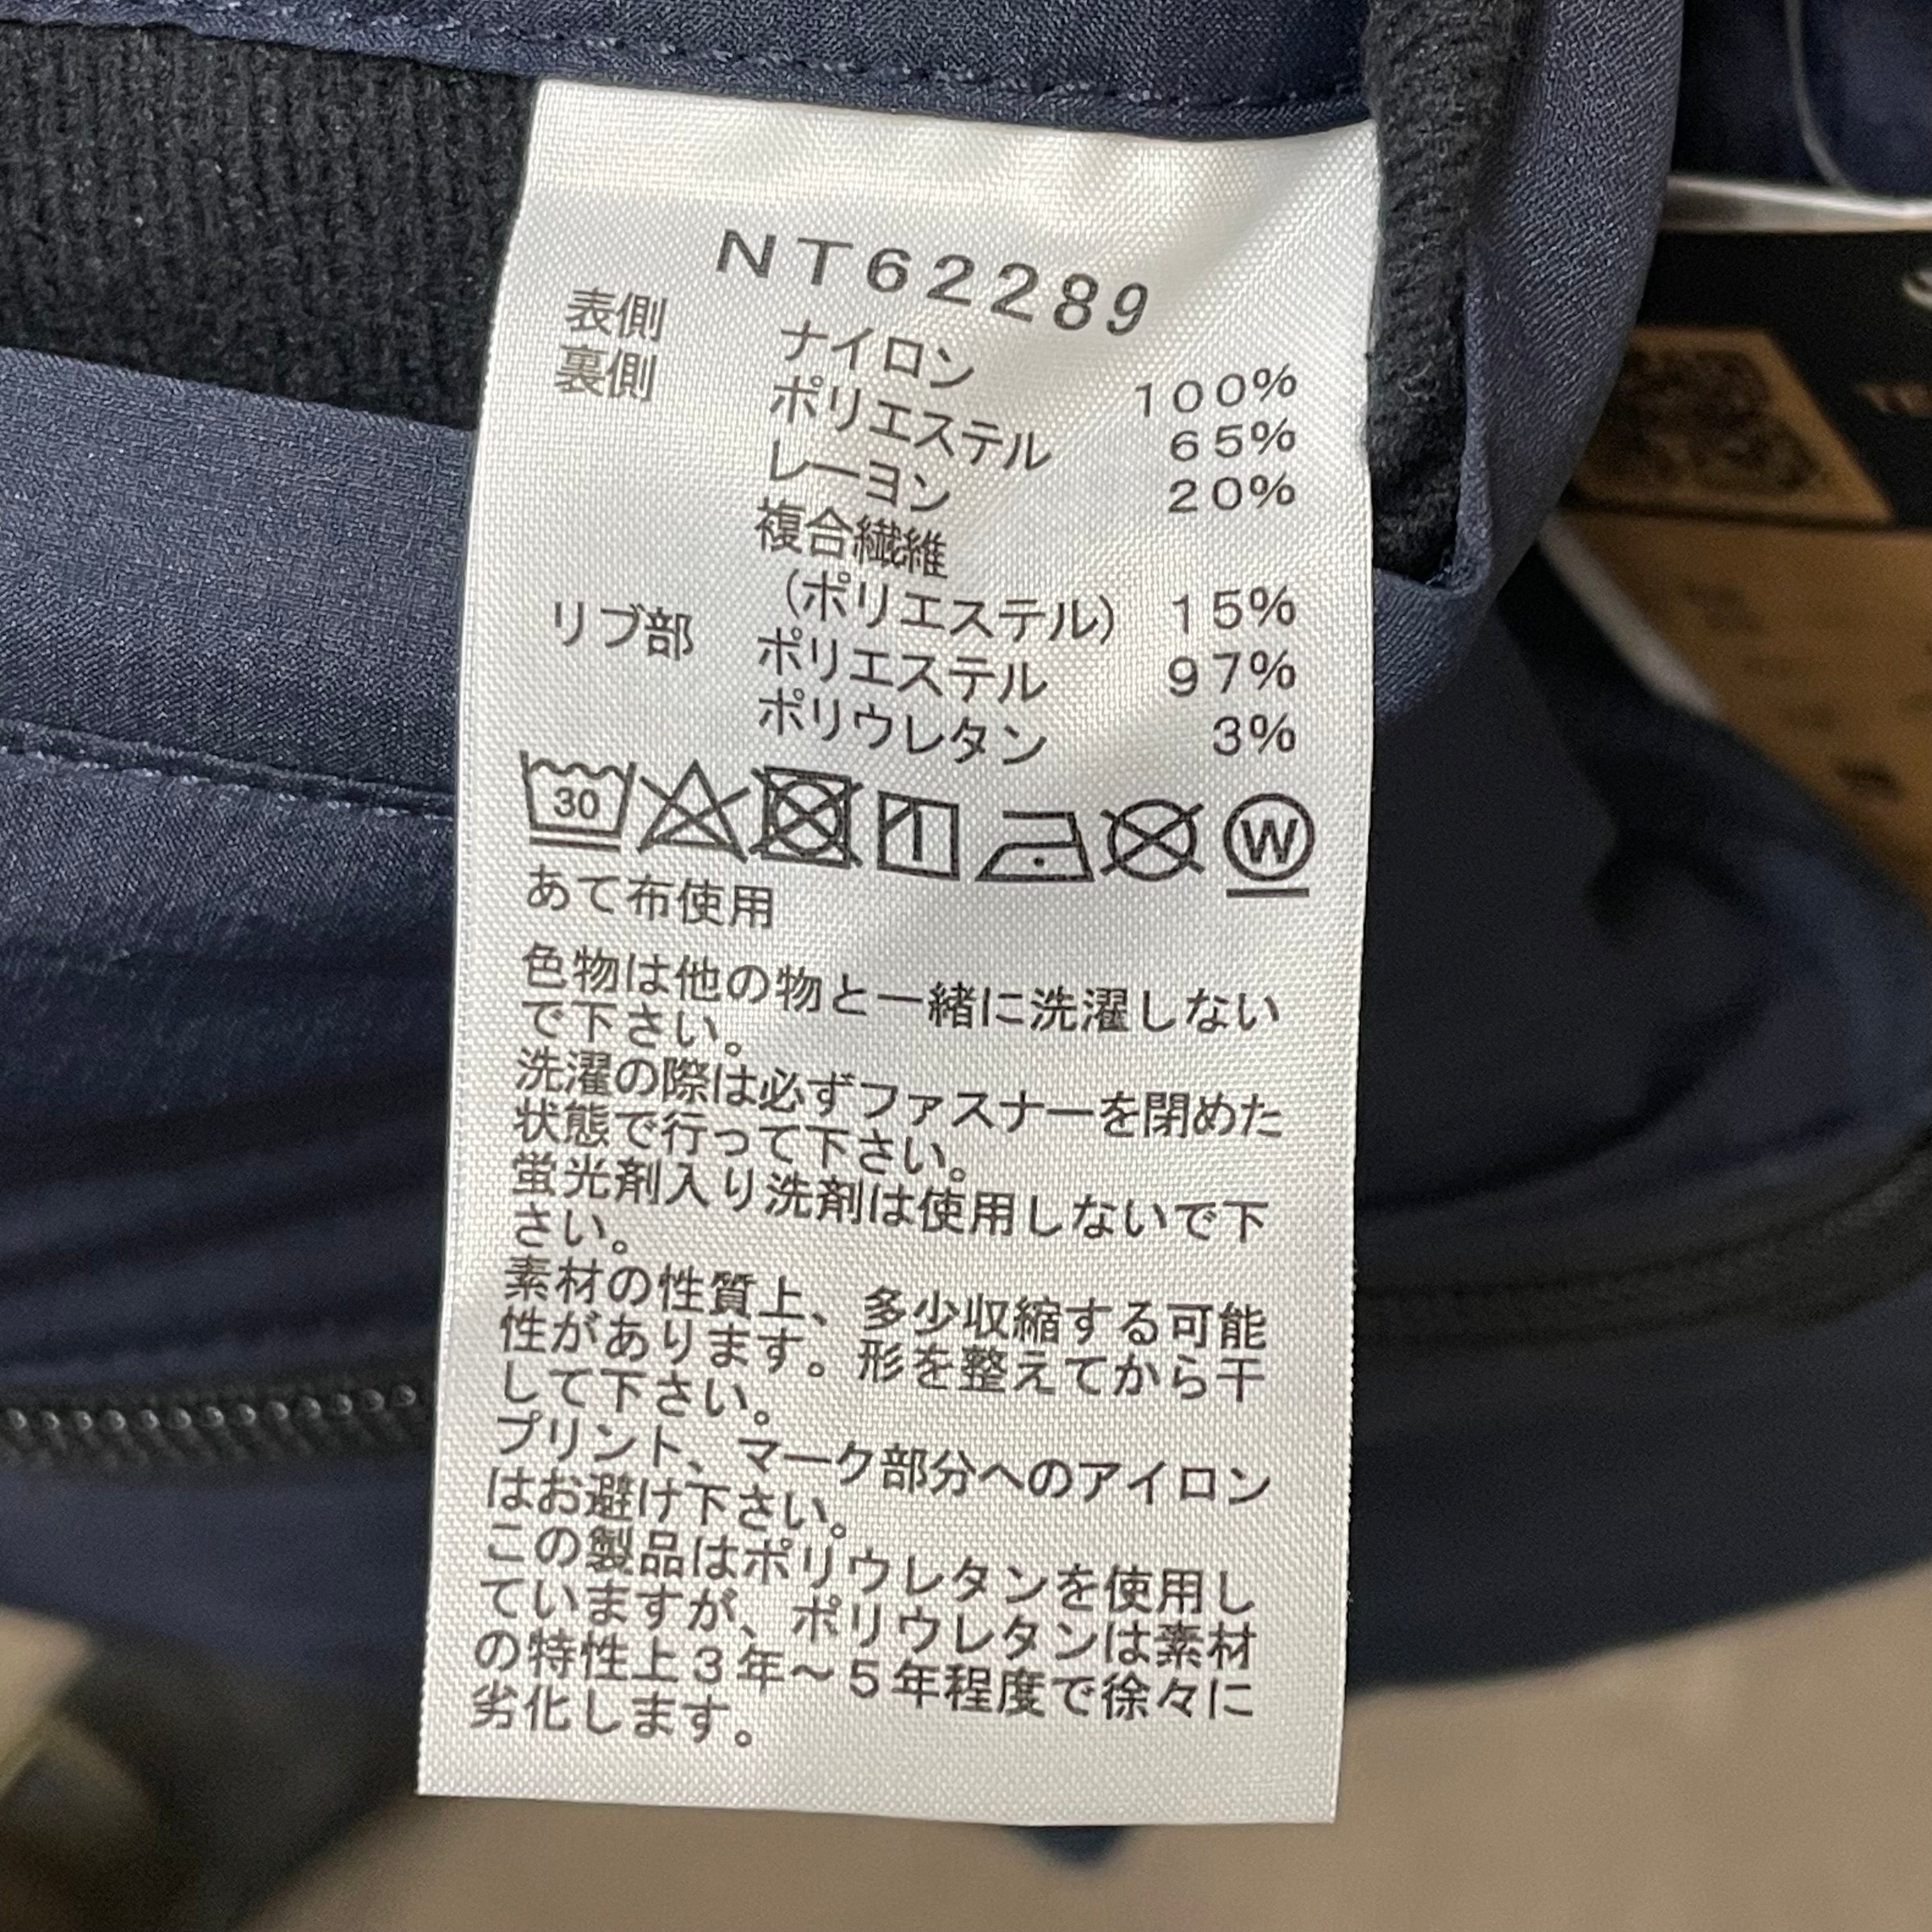 NT62289
表側 ナイロン 100%
裏側 ポリエステル 65%
レーヨン 20%
複合繊維
(ポリエステル) 15%
リブ部 ポリエステル 97%
ポリウレタン 3%
30 W
あて布使用
色物は他の物と一緒に洗濯しない
で下さい。
洗濯の際は必ずファスナーを閉めた
状態で行って下さい。
蛍光剤入り洗剤は使用しないで下
さい。
素材の性質上、多少収縮する可能
性があります。形を整えてから干
して下さい。
プリント、マーク部分へのアイロン
はお避け下さい。
この製品はポリウレタンを使用し
ていますが、ポリウレタンは素材
の特性上3年~5年程度で徐々に
劣化します。